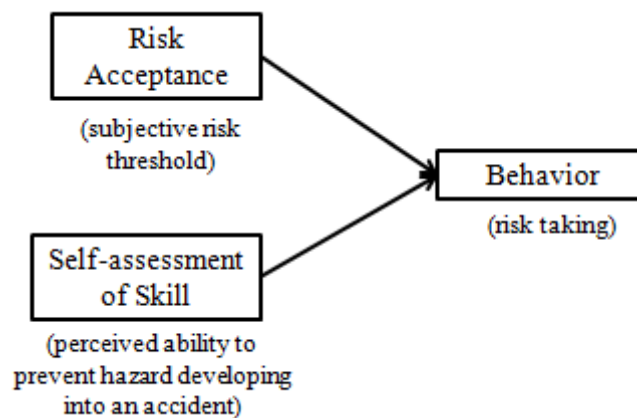 Risk
Acceptance
(subjective risk
threshold)
Behavior
(risk taking)
Self-assessment
of Skill
(perceived ability to
prevent hazard developing
into an accident)